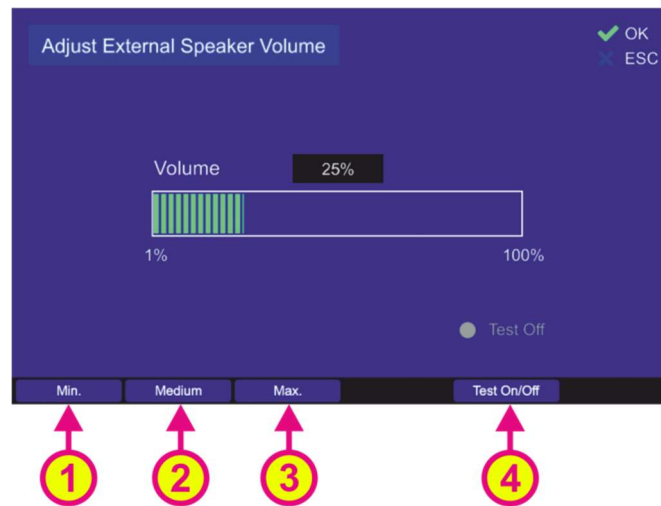 Adjust External Speaker Volume
OK
ESC
Volume 25%
1% 100%
Test Off
Min. Medium Max. Test On/Off
1 2 3 4